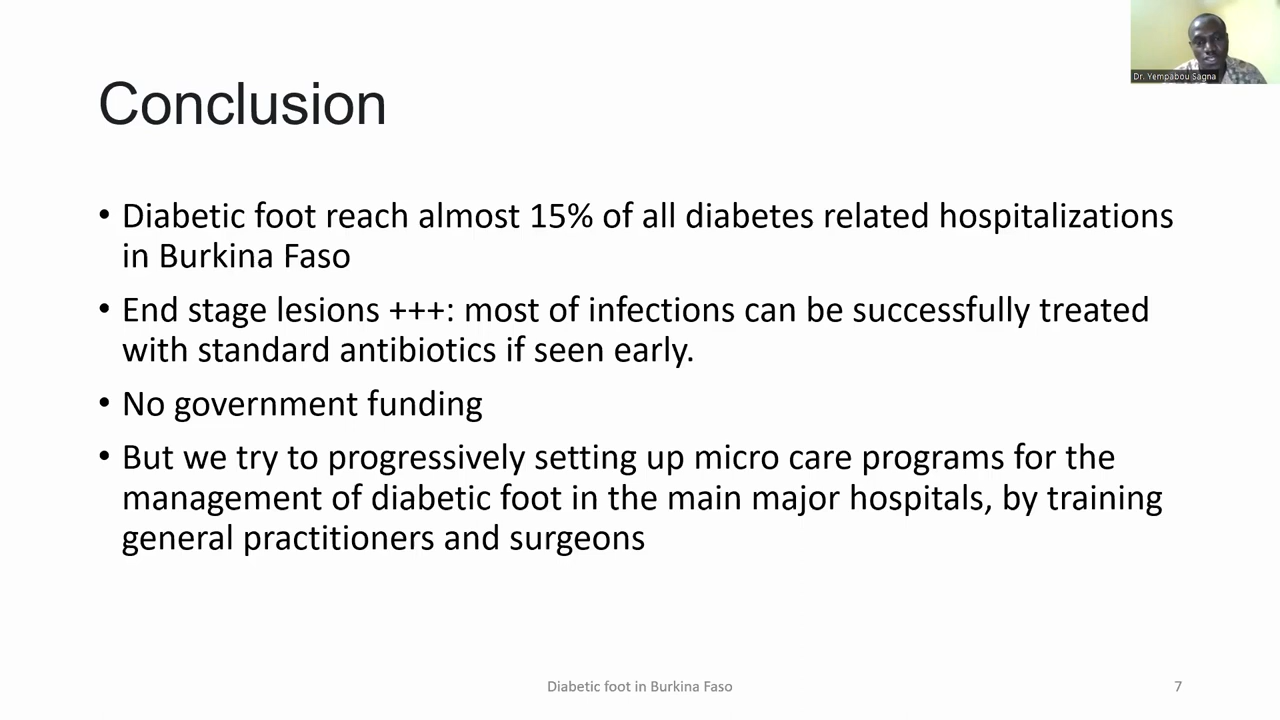 Dr. Yempabou Sagna
Conclusion
• Diabetic foot reach almost 15% of all diabetes related hospitalizations
in Burkina Faso
• End stage lesions +++: most of infections can be successfully treated
with standard antibiotics if seen early.
• No government funding
• But we try to progressively setting up micro care programs for the
management of diabetic foot in the main major hospitals, by training
general practitioners and surgeons
Diabetic foot in Burkina Faso
7